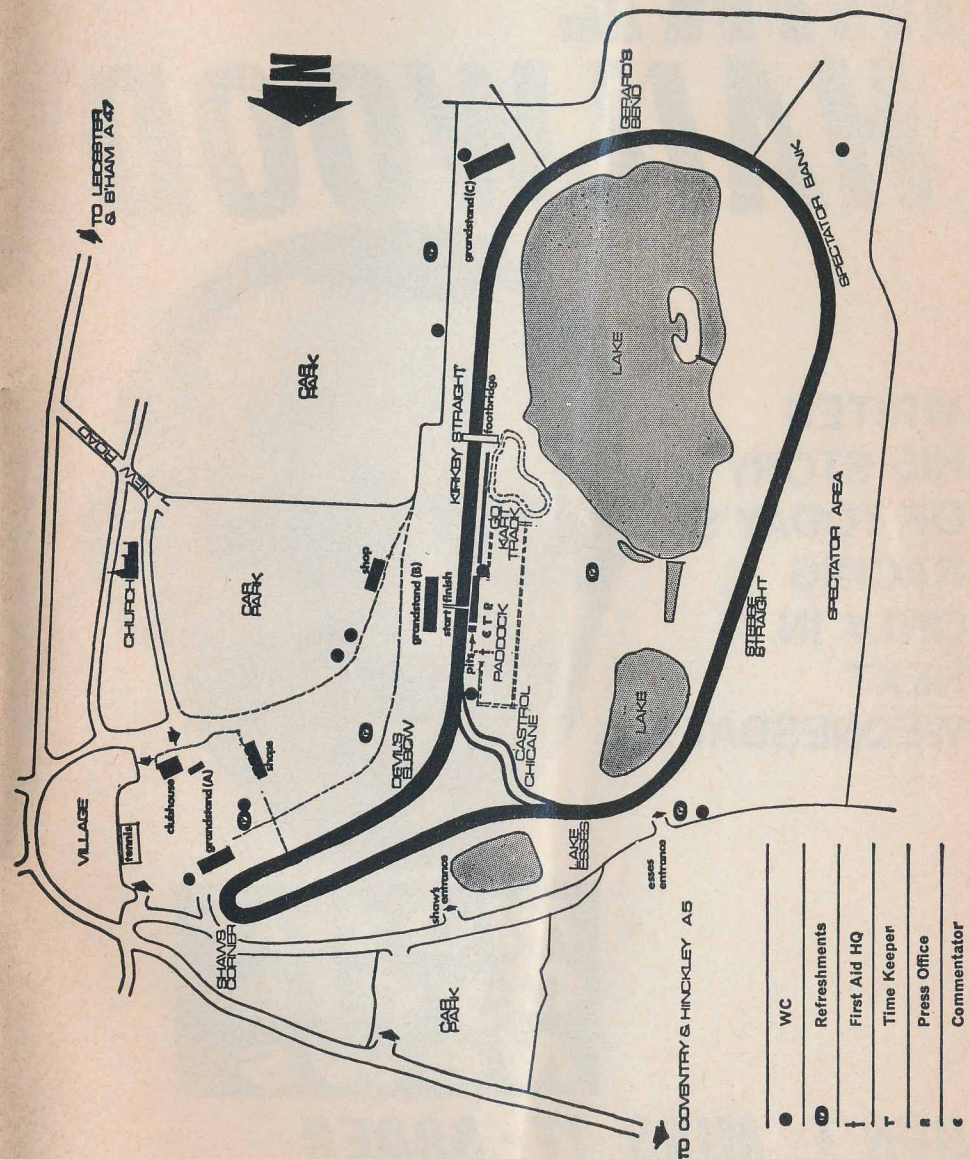 TO LEICESTER
& B'HAM A47
N
NEW ROAD
CHURCH
CAR
PARK
CAR
PARK
shop
VILLAGE
tennis
clubhouse
grandstand (A)
shops
SHAW'S
CORNER
DEVIL'S
ELBOW
grandstand (B)
start/finish
KIRKBY STRAIGHT
footbridge
grandstand (C)
GERARD'S
BEND
pits
PADDOCK
GO
KART
TRACK
CASTROL
CHICANE
LAKE
LAKE
SPECTATOR BANK
STEBBE
STRAIGHT
SPECTATOR AREA
LAKE
ESSES
shaw's
entrance
esses
entrance
CAR
PARK
TO COVENTRY & HINCKLEY A5
WC
Refreshments
First Aid HQ
Time Keeper
Press Office
Commentator